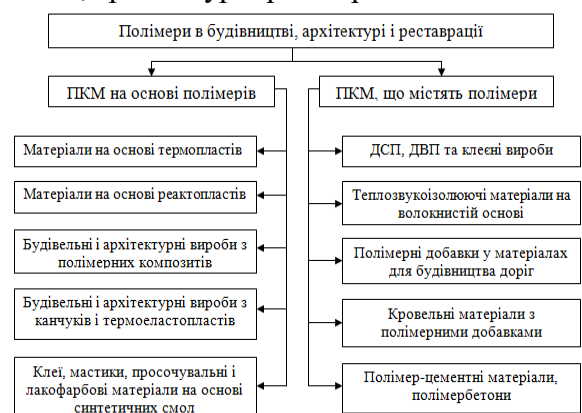 Полімери в будівництві, архітектурі і реставрації
ПКМ на основі полімерів
ПКМ, що містять полімери
Матеріали на основі термопластів
Матеріали на основі реактопластів
Будівельні і архітектурні вироби з
полімерних композитів
Будівельні і архітектурні вироби з
канчуків і термоеластопластів
Клеї, мастики, просочувальні і
лакофарбові матеріали на основі
синтетичних смол
ДСП, ДВП та клеєні вироби
Теплозвукоізолюючі матеріали на
волокнистій основі
Полімерні добавки у матеріалах
для будівництва доріг
Кровельні матеріали з
полімерними добавками
Полімер-цементні матеріали,
полімербетони